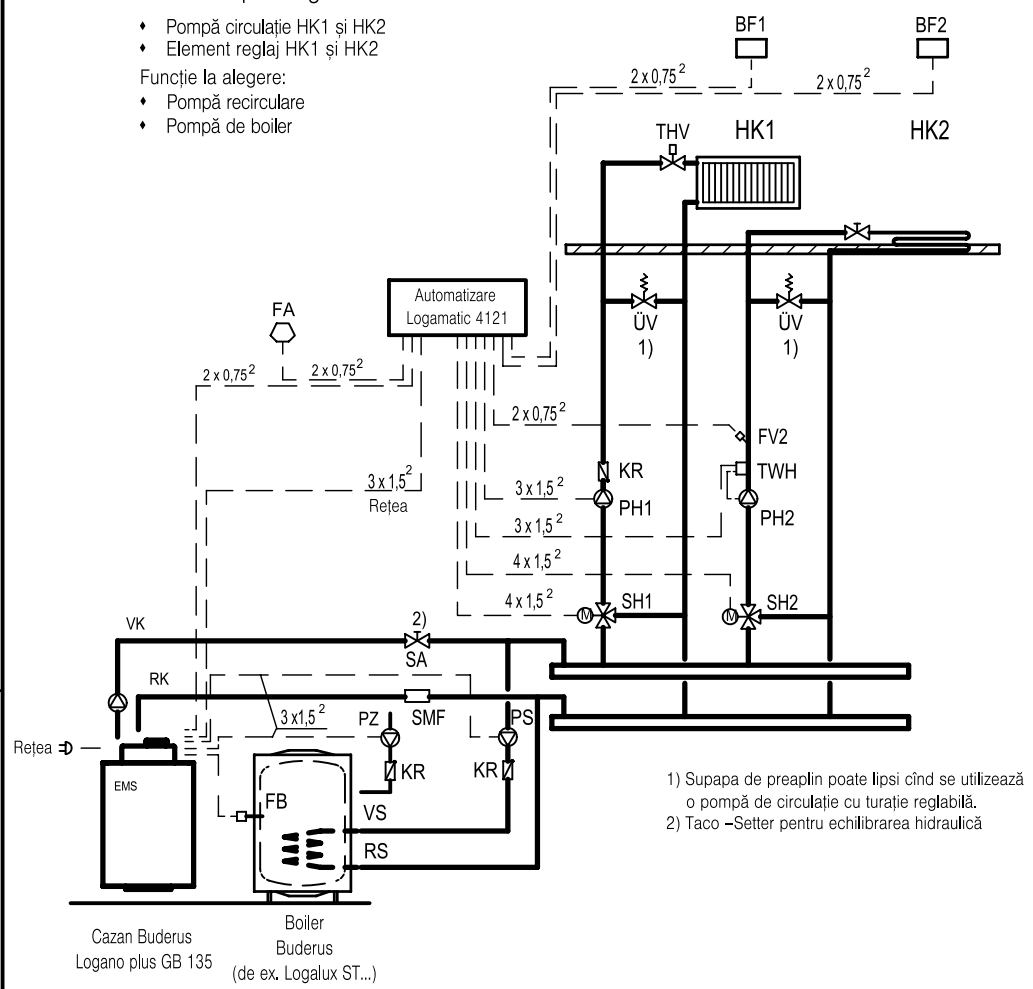 • Pompă circulație HK1 și HK2
• Element reglaj HK1 și HK2
Funcție la alegere:
• Pompă recirculare
• Pompă de boiler
BF1
BF2
2 x 0,75²
2 x 0,75²
THV
HK1
HK2
Automatizare
Logamatic 4121
FA
ÜV
1)
ÜV
1)
2 x 0,75²
2 x 0,75²
2 x 0,75²
FV2
KR
TWH
3 x 1,5²
Rețea
3 x 1,5²
PH1
PH2
3 x 1,5²
4 x 1,5²
4 x 1,5²
M
SH1
M
SH2
VK
2)
SA
RK
3 x1,5²
PZ
SMF
PS
Rețea
KR
KR
EMS
FB
VS
RS
1) Supapa de preaplin poate lipsi cînd se utilizează
o pompă de circulație cu turație reglabilă.
2) Taco –Setter pentru echilibrarea hidraulică
Cazan Buderus
Logano plus GB 135
Boiler
Buderus
(de ex. Logalux ST...)